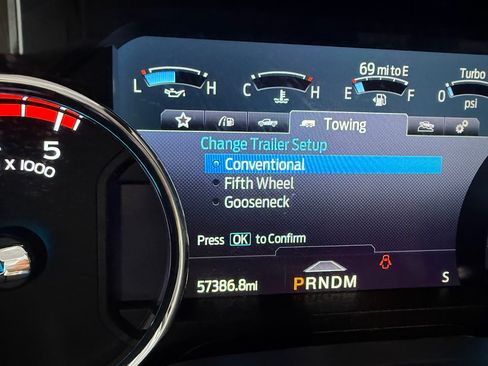 69 mi to E
Turbo
L H C H E F 0
psi
Towing
Change Trailer Setup
Conventional
Fifth Wheel
Gooseneck
Press OK to Confirm
5
X 1000
57386.8mi
PRNDM
S